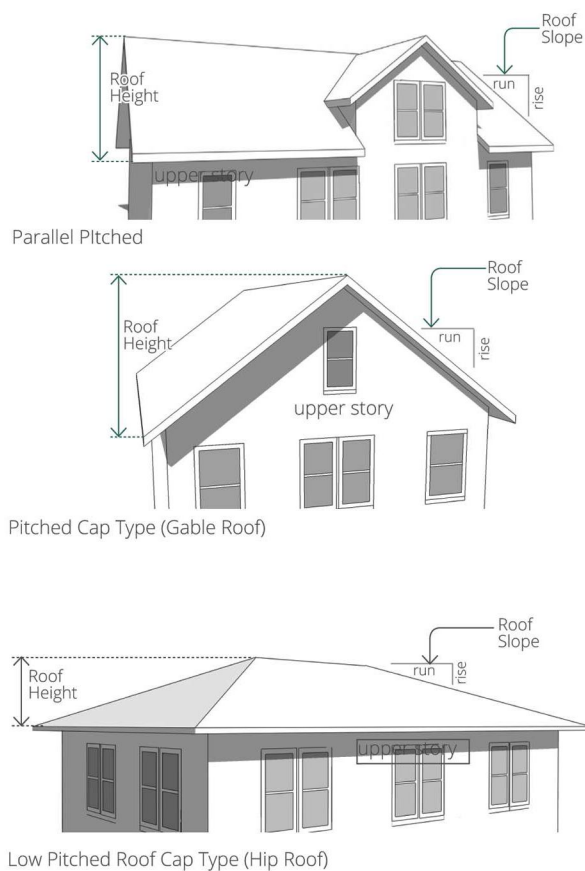 Roof
Slope
Roof
Height
run
rise
upper story
Parallel PItched
Roof
Slope
Roof
Height
run
rise
upper story
Pitched Cap Type (Gable Roof)
Roof
Slope
Roof
Height
run
rise
upper story
Low Pitched Roof Cap Type (Hip Roof)